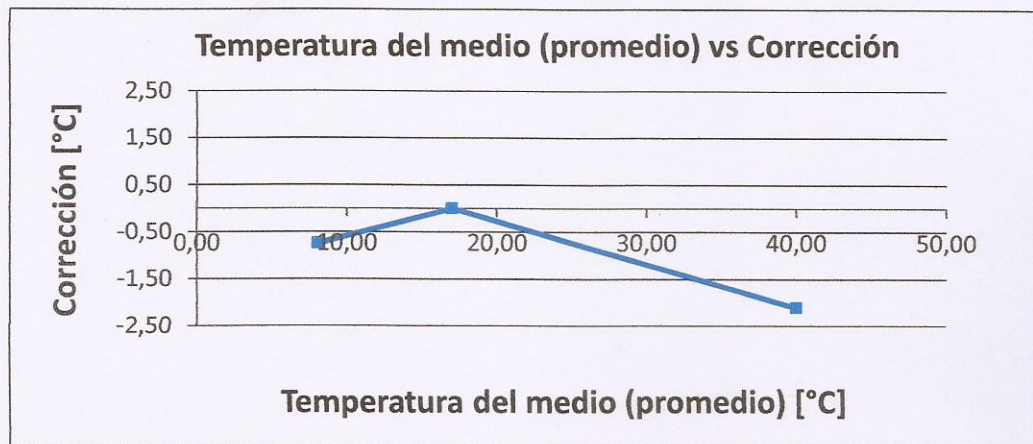 Temperatura del medio (promedio) vs Corrección
Corrección [°C]
2,50
1,50
0,50
-0,50
-1,50
-2,50
0,00 10,00 20,00 30,00 40,00 50,00
Temperatura del medio (promedio) [°C]